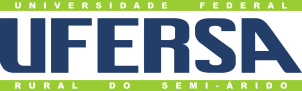 UNIVERSIDADE FEDERAL
UFERSA
RURAL DO SEMI-ÁRIDO